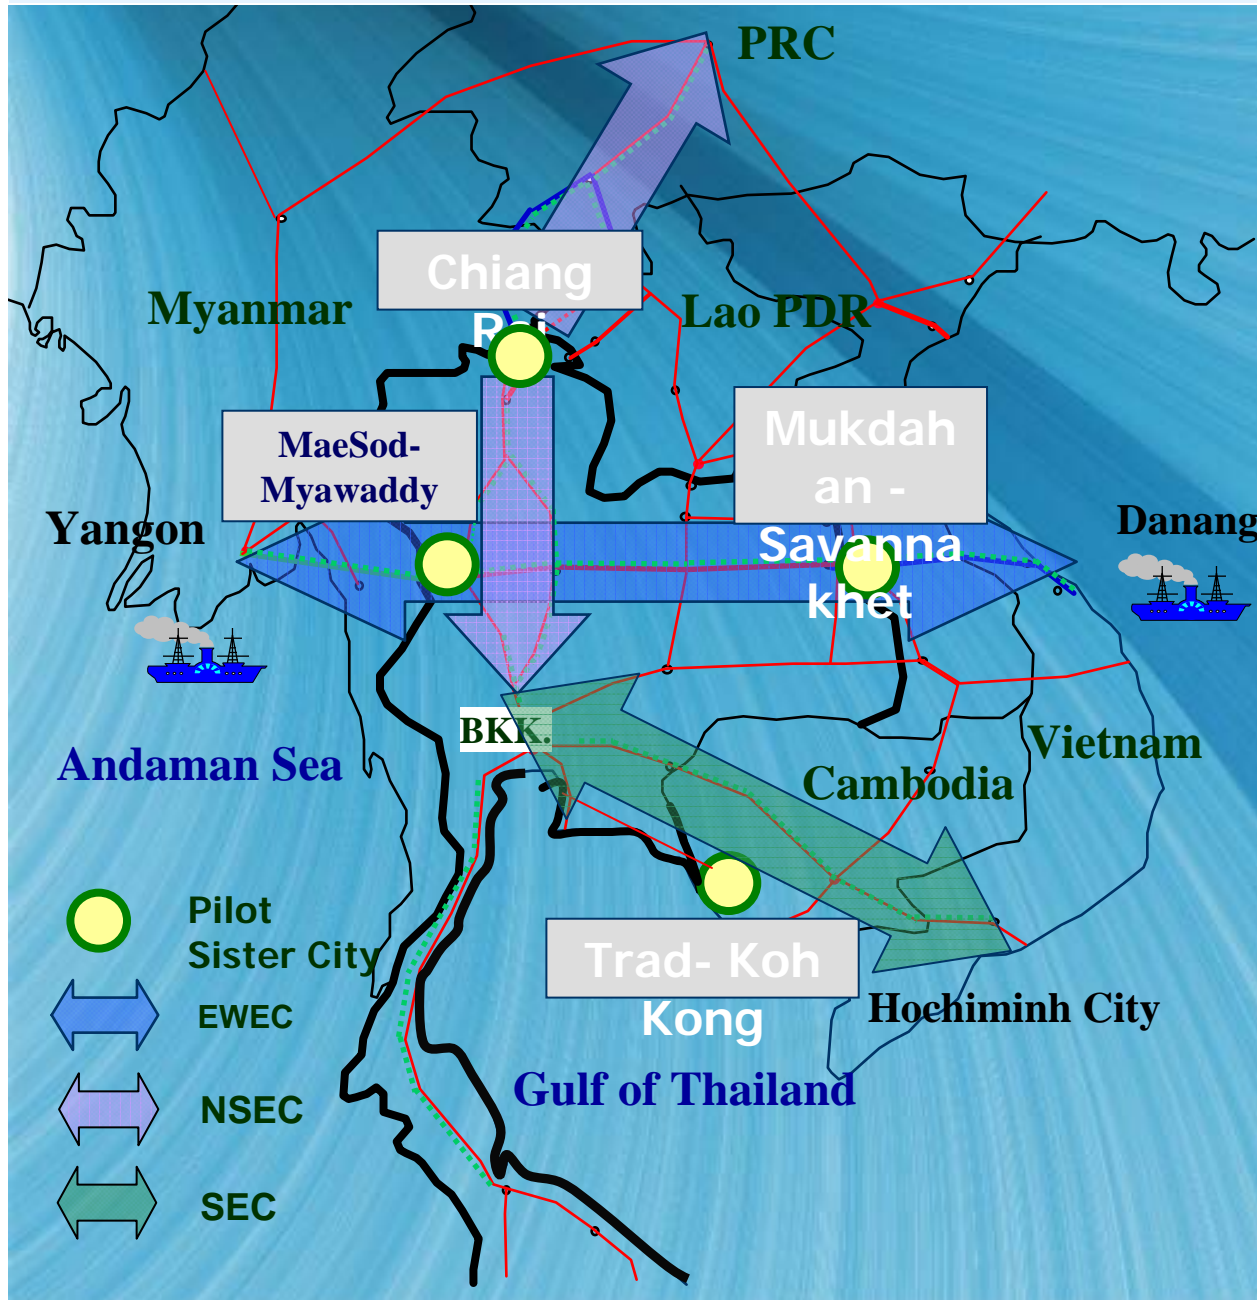 PRC
Chiang
Rai
Myanmar
Lao PDR
MaeSod-
Myawaddy
Mukdah
an -
Savanna
khet
Yangon
Danang
BKK.
Andaman Sea
Vietnam
Cambodia
Pilot
Sister City
Trad- Koh
Kong
Hochiminh City
EWEC
Gulf of Thailand
NSEC
SEC